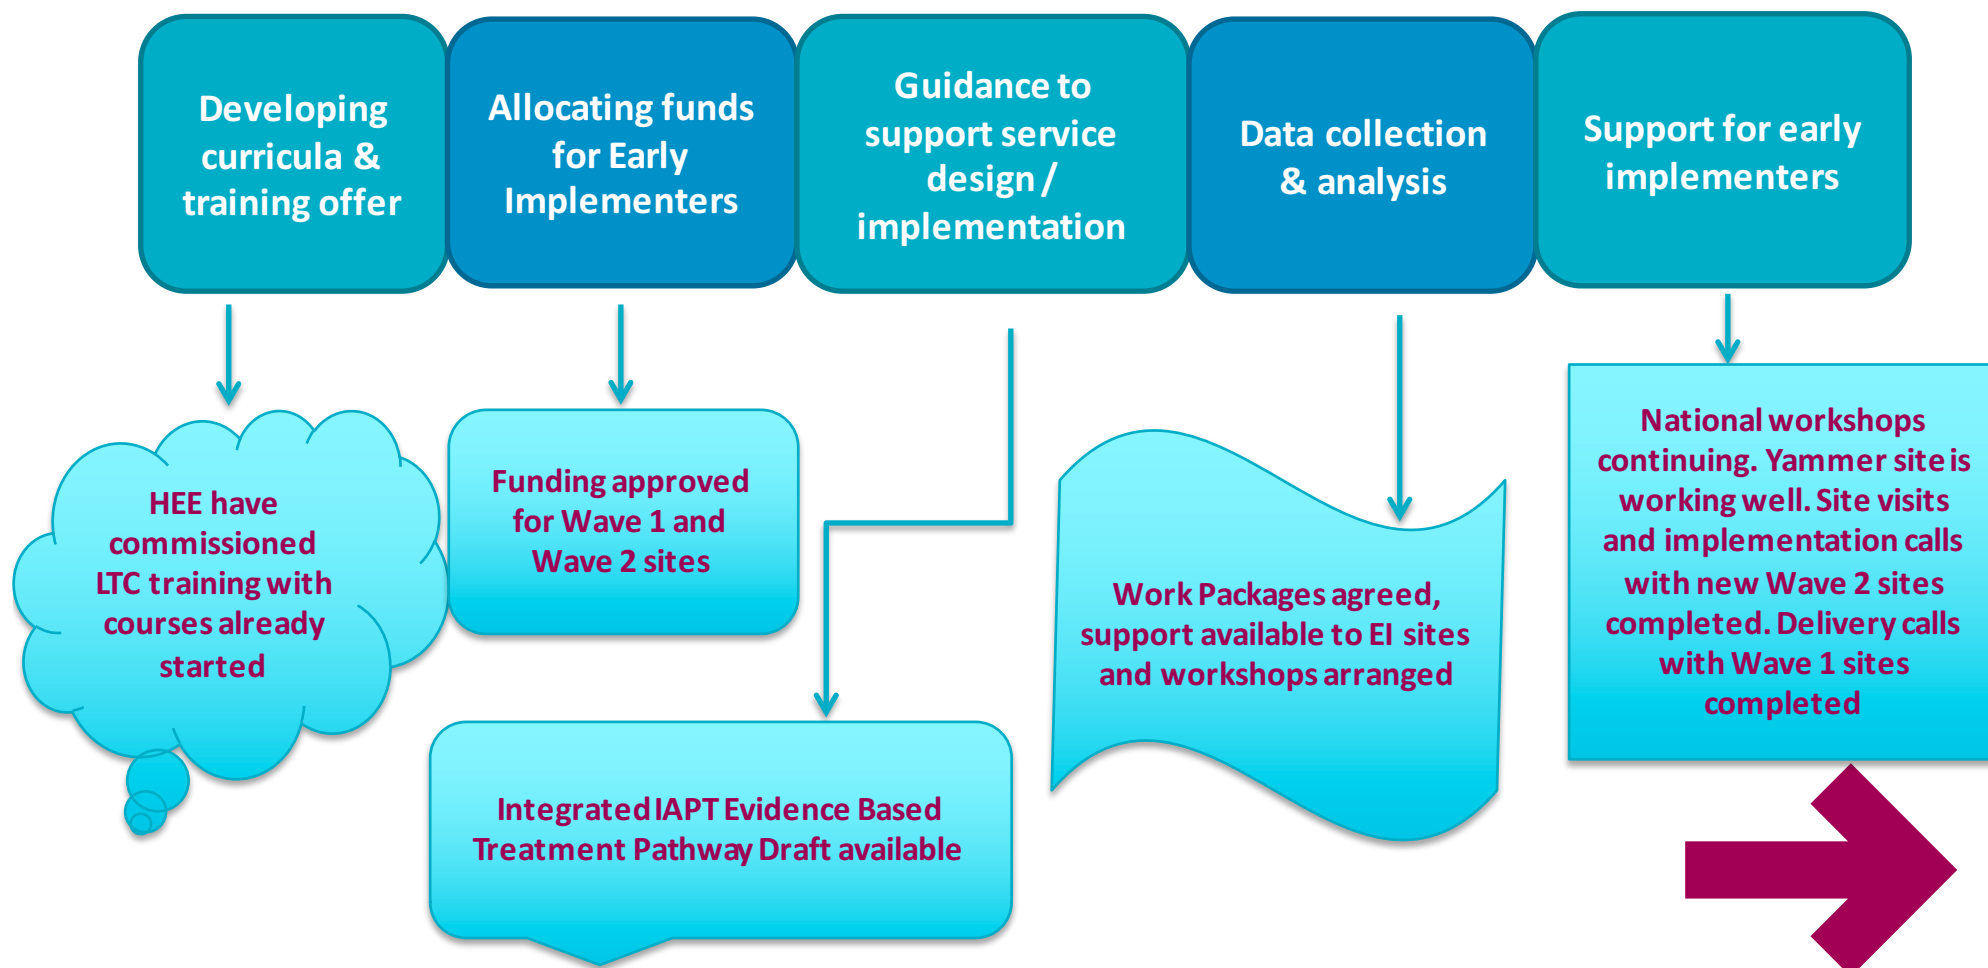 Developing
curricula &
training offer
Allocating funds
for Early
Implementers
Guidance to
support service
design /
implementation
Data collection
& analysis
Support for early
implementers
HEE have
commissioned
LTC training with
courses already
started
Funding approved
for Wave 1 and
Wave 2 sites
Integrated IAPT Evidence Based
Treatment Pathway Draft available
Work Packages agreed,
support available to EI sites
and workshops arranged
National workshops
continuing. Yammer site is
working well. Site visits
and implementation calls
with new Wave 2 sites
completed. Delivery calls
with Wave 1 sites
completed